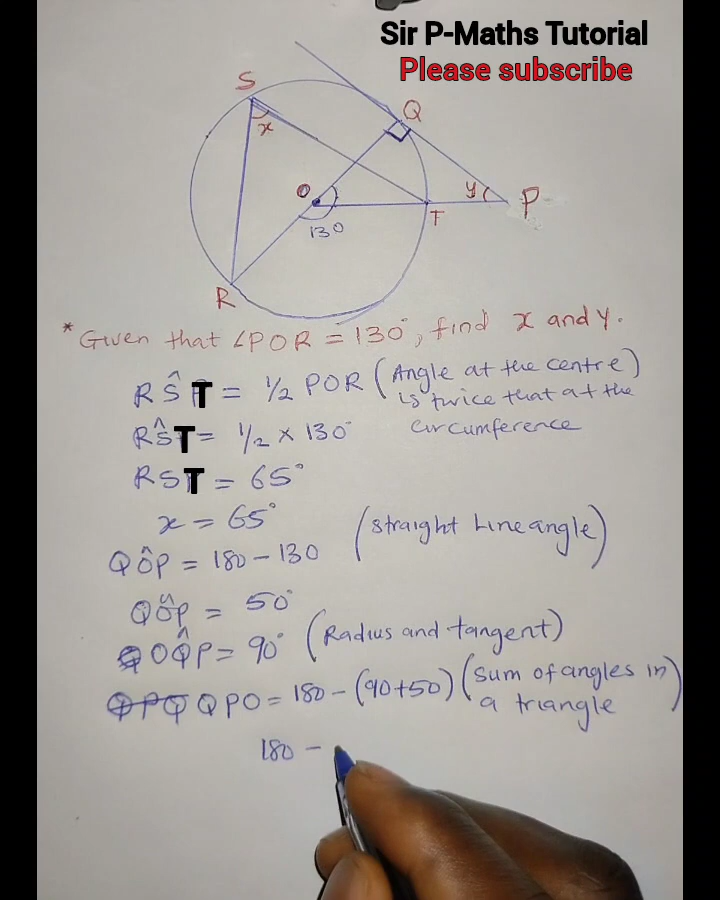 Sir P-Maths Tutorial
Please subscribe
S
Q
x
O
y
P
T
130
R
* Given that ∠POR = 130°, find x and y.
RŜT = 1/2 POR (Angle at the centre
is twice that at the
circumference)
RŜT = 1/2 × 130°
RST = 65°
x = 65°
QÔP = 180 - 130 (straight line angle)
QÔP = 50°
OQ̂P = 90° (Radius and tangent)
QPO = 180 - (90+50) (sum of angles in
a triangle)
180 -